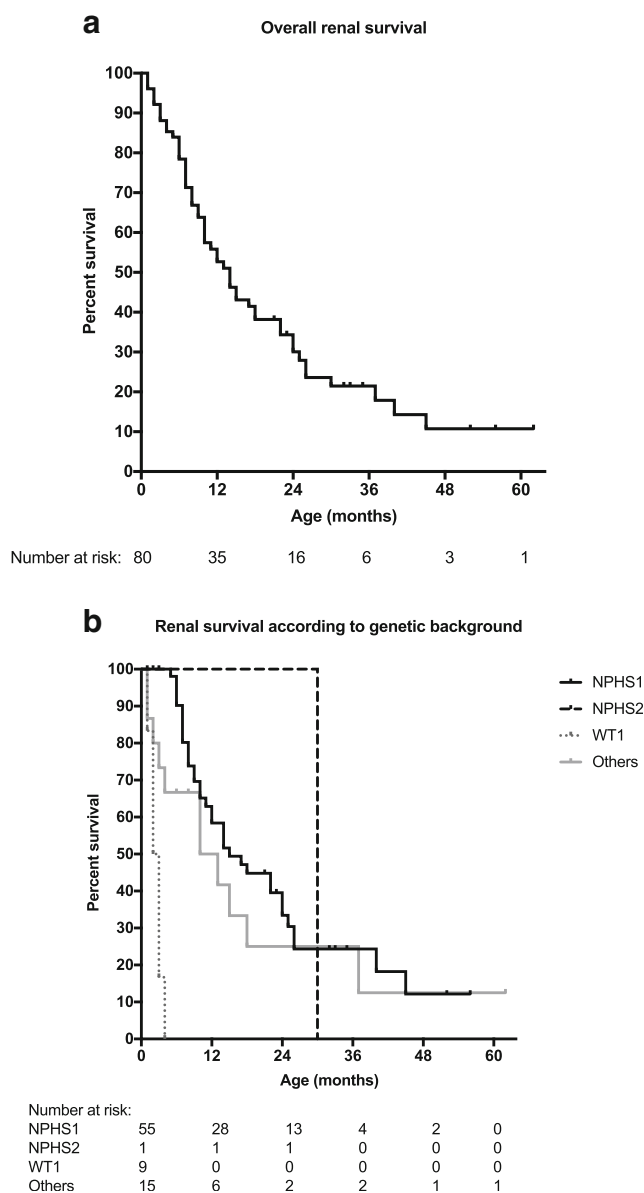 a
Overall renal survival
100
90
80
70
60
50
40
30
20
10
0
Percent survival
0 12 24 36 48 60
Age (months)
Number at risk: 80 35 16 6 3 1
b
Renal survival according to genetic background
100
90
80
70
60
50
40
30
20
10
0
Percent survival
0 12 24 36 48 60
Age (months)
NPHS1
NPHS2
WT1
Others
Number at risk:
NPHS1 55 28 13 4 2 0
NPHS2 1 1 1 0 0 0
WT1 9 0 0 0 0 0
Others 15 6 2 2 1 1